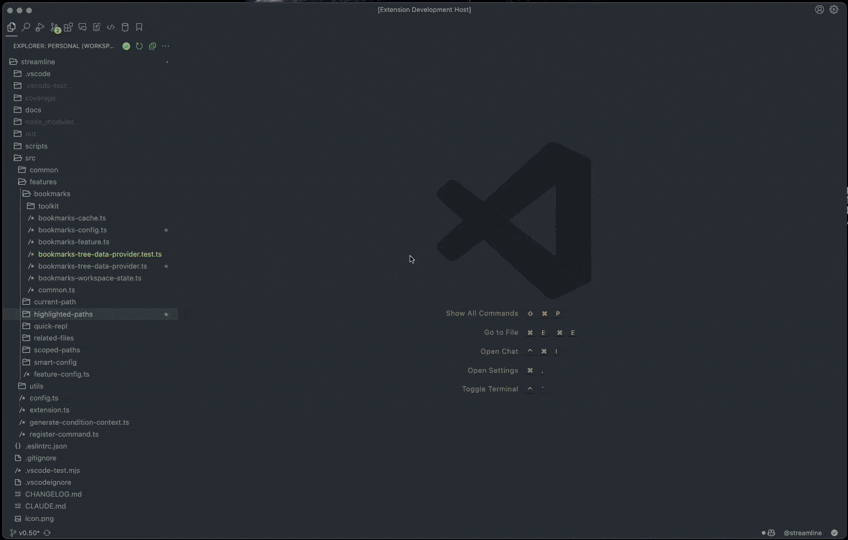 [Extension Development Host]
2
EXPLORER: PERSONAL (WORKSP...
streamline
.vscode
.vscode-test
coverage
docs
node_modules
out
scripts
src
common
features
bookmarks
toolkit
bookmarks-cache.ts
bookmarks-config.ts
bookmarks-feature.ts
bookmarks-tree-data-provider.test.ts
bookmarks-tree-data-provider.ts
bookmarks-workspace-state.ts
common.ts
current-path
highlighted-paths
quick-repl
related-files
scoped-paths
smart-config
feature-config.ts
utils
config.ts
extension.ts
generate-condition-context.ts
register-command.ts
{} .eslintrc.json
.gitignore
.vscode-test.mjs
.vscodeignore
CHANGELOG.md
CLAUDE.md
icon.png
Show All Commands ⇧ ⌘ P
Go to File ⌘ E ⌘ E
Open Chat ⌃ ⌘ I
Open Settings ⌘ ,
Toggle Terminal ⌃ `
v0.50* @streamline